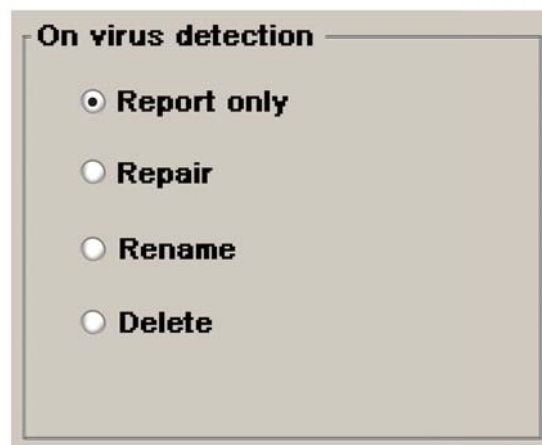 On virus detection
Report only
Repair
Rename
Delete